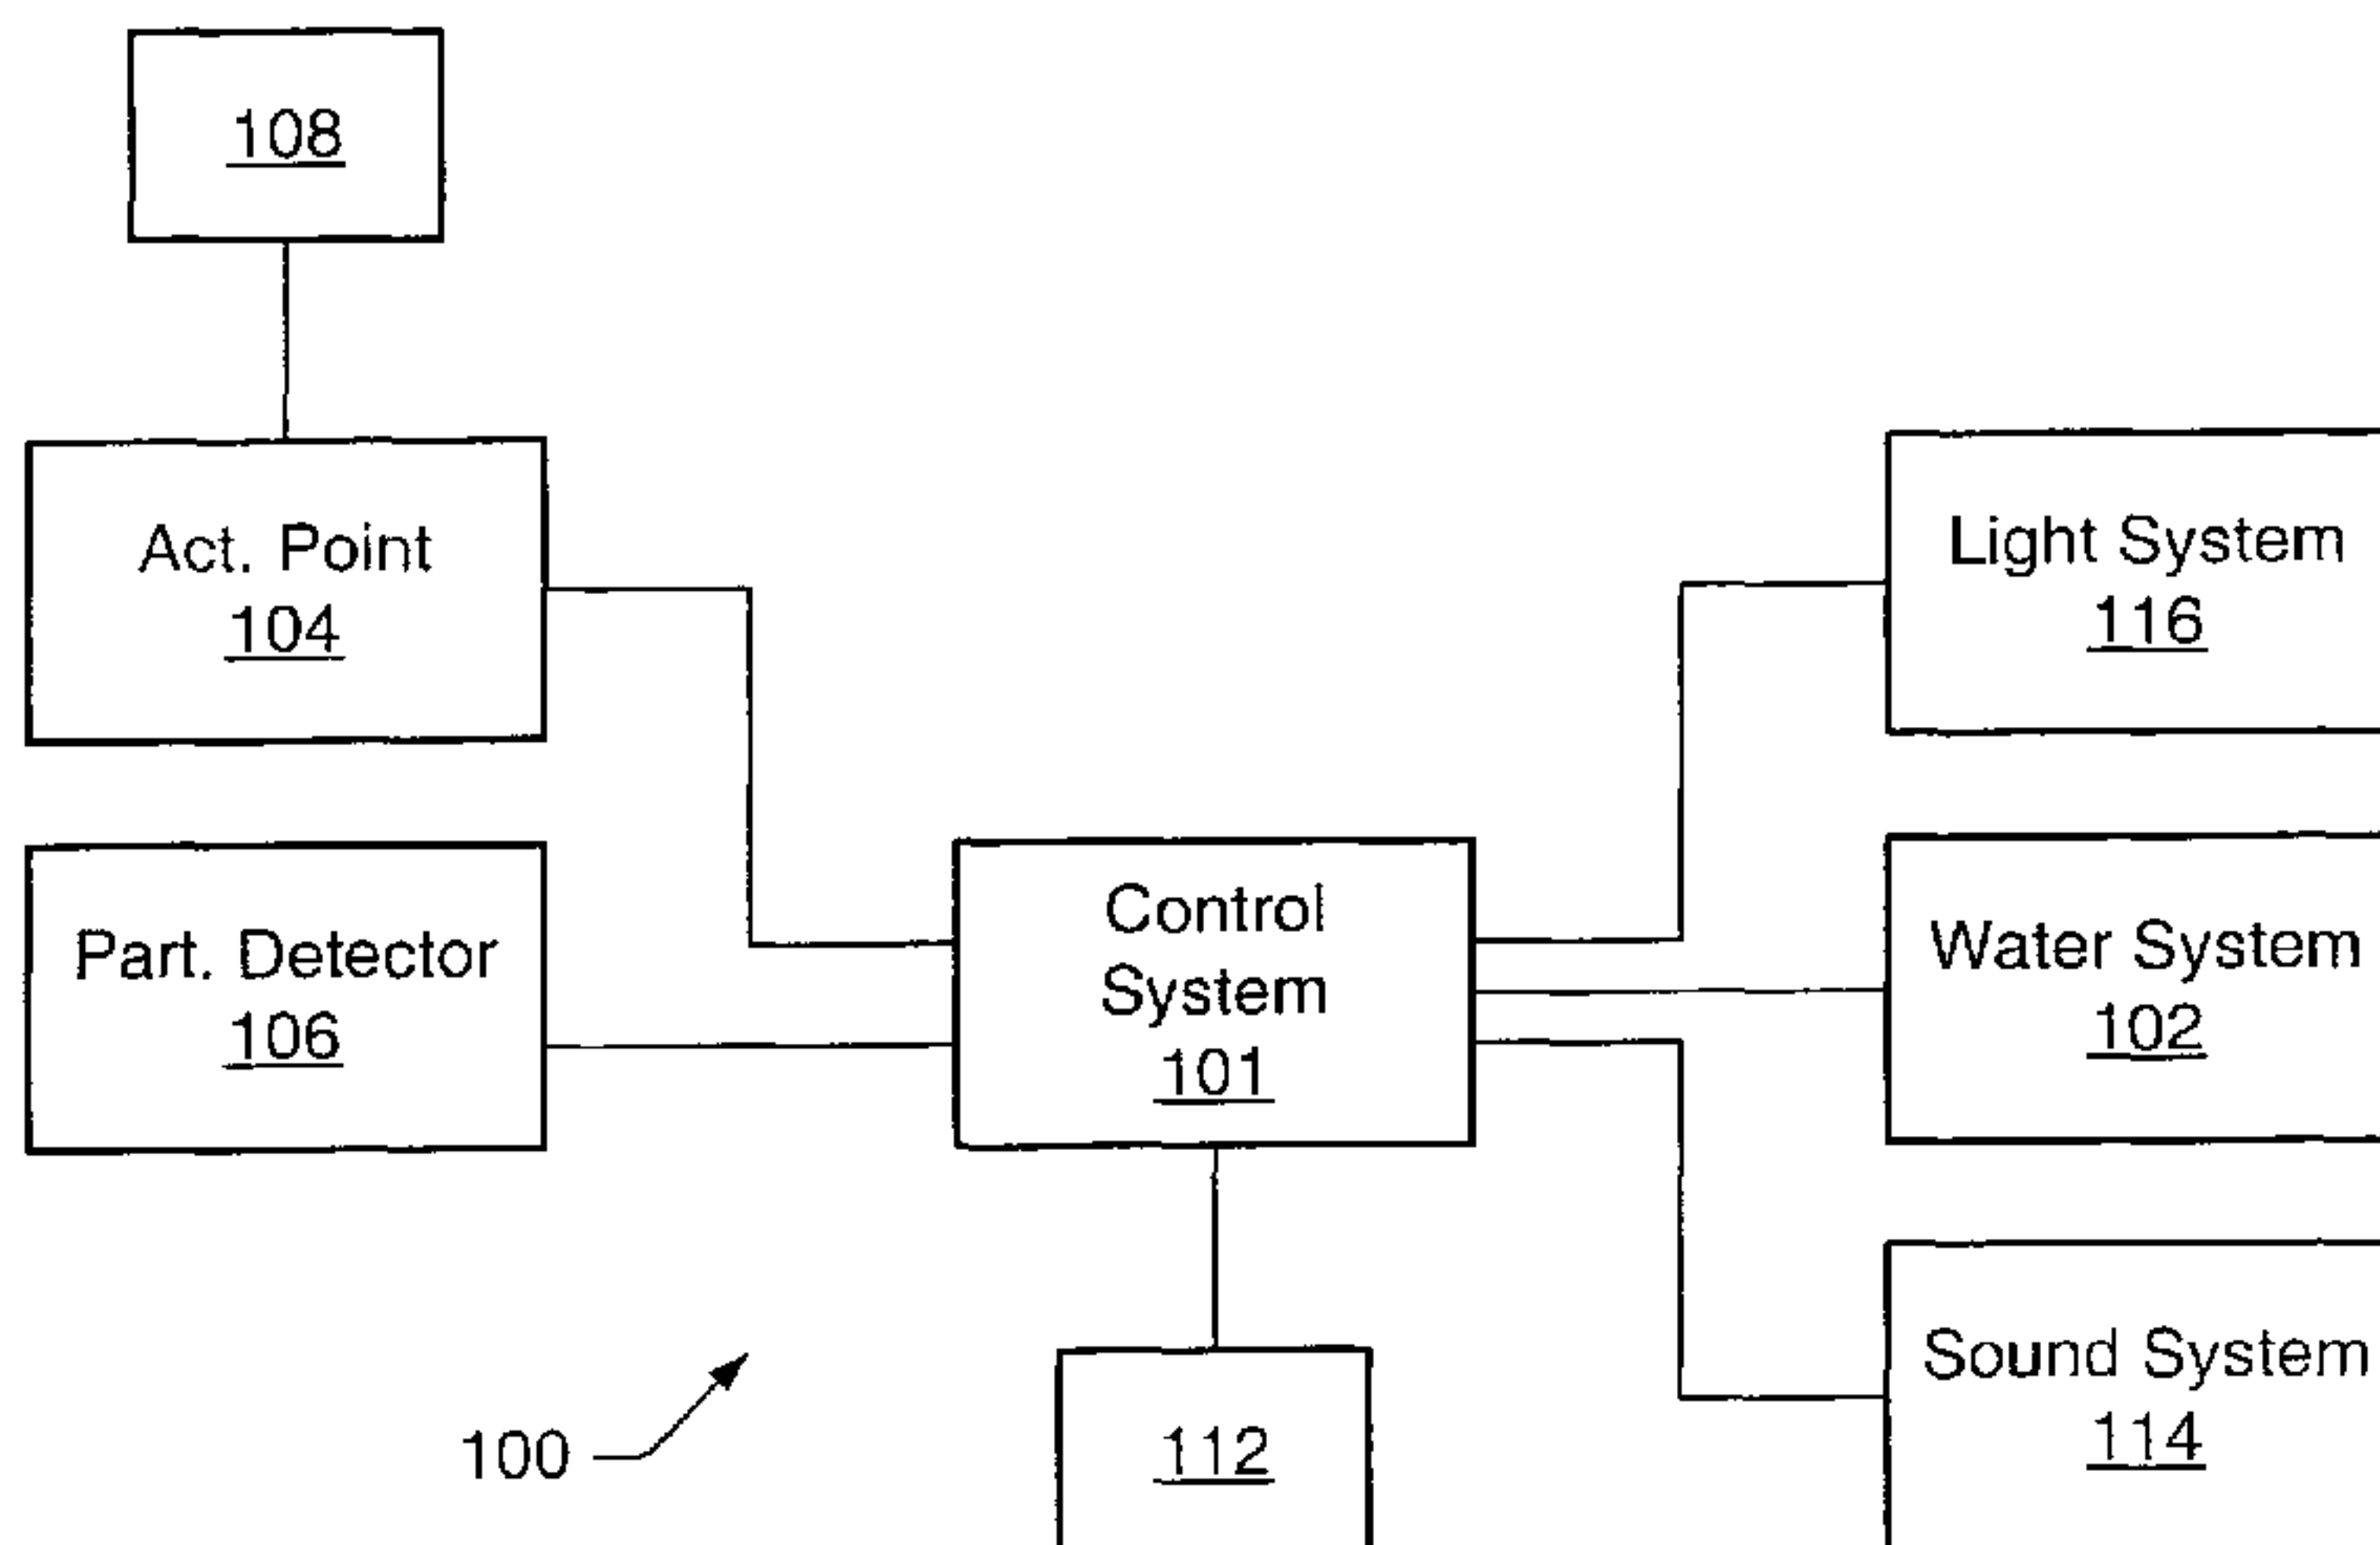 108
Act. Point
104
Part. Detector
106
Control
System
101
Light System
116
Water System
102
Sound System
114
112
100